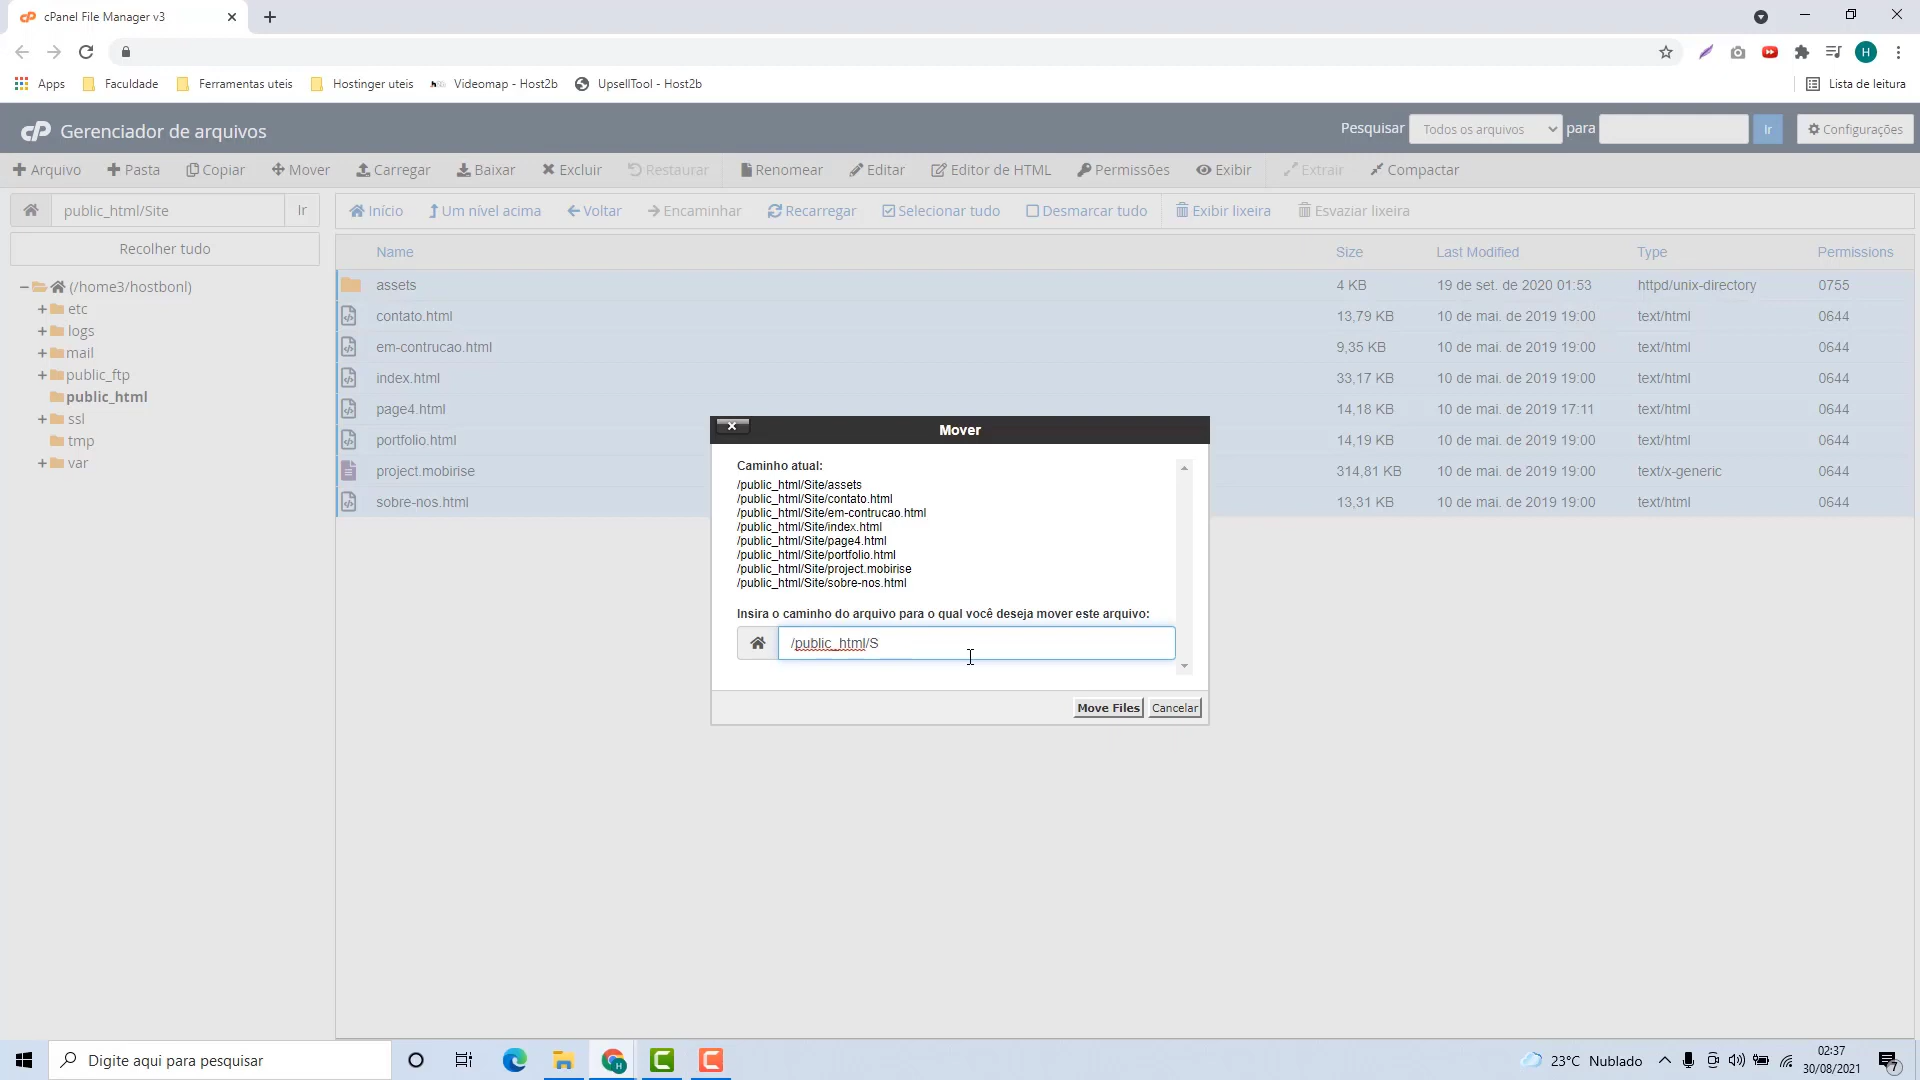 cPanel File Manager v3
Apps Faculdade Ferramentas uteis Hostinger uteis Videomap - Host2b UpsellTool - Host2b Lista de leitura
H
cP Gerenciador de arquivos Pesquisar Todos os arquivos para Ir Configurações
Arquivo Pasta Copiar Mover Carregar Baixar Excluir Restaurar Renomear Editar Editor de HTML Permissões Exibir Extrair Compactar
public_html/Site Ir Início Um nível acima Voltar Encaminhar Recarregar Selecionar tudo Desmarcar tudo Exibir lixeira Esvaziar lixeira
Recolher tudo
(/home3/hostbonl)
etc
logs
mail
public_ftp
public_html
ssl
tmp
var
Name Size Last Modified Type Permissions
assets 4 KB 19 de set. de 2020 01:53 httpd/unix-directory 0755
contato.html 13,79 KB 10 de mai. de 2019 19:00 text/html 0644
em-contrucao.html 9,35 KB 10 de mai. de 2019 19:00 text/html 0644
index.html 33,17 KB 10 de mai. de 2019 19:00 text/html 0644
page4.html 14,18 KB 10 de mai. de 2019 17:11 text/html 0644
portfolio.html 14,19 KB 10 de mai. de 2019 19:00 text/html 0644
project.mobirise 314,81 KB 10 de mai. de 2019 19:00 text/x-generic 0644
sobre-nos.html 13,31 KB 10 de mai. de 2019 19:00 text/html 0644
Mover
Caminho atual:
/public_html/Site/assets
/public_html/Site/contato.html
/public_html/Site/em-contrucao.html
/public_html/Site/index.html
/public_html/Site/page4.html
/public_html/Site/portfolio.html
/public_html/Site/project.mobirise
/public_html/Site/sobre-nos.html
Insira o caminho do arquivo para o qual você deseja mover este arquivo:
/public_html/S
Move Files Cancelar
Digite aqui para pesquisar
23°C Nublado
02:37
30/08/2021
7